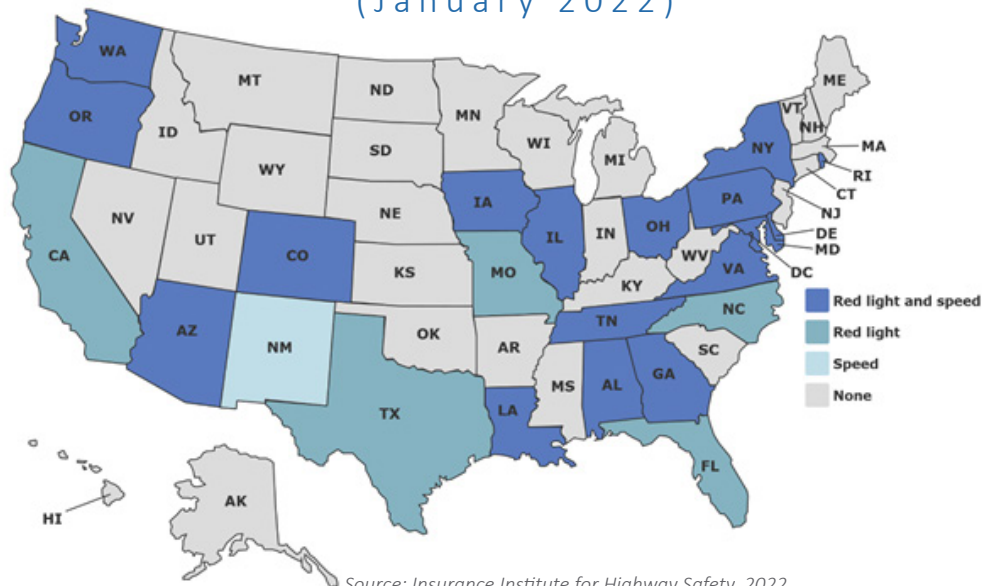 (January 2022)
WA
MT
ND
MN
ME
VT
NH
OR
ID
SD
WI
MI
NY
MA
RI
CT
WY
NV
UT
NE
IA
PA
NJ
DE
MD
DC
CA
CO
KS
MO
IL
IN
OH
WV
VA
KY
AZ
NM
OK
AR
TN
NC
SC
TX
LA
MS
AL
GA
FL
Red light and speed
Red light
Speed
None
HI
AK
Source: Insurance Institute for Highway Safety, 2022